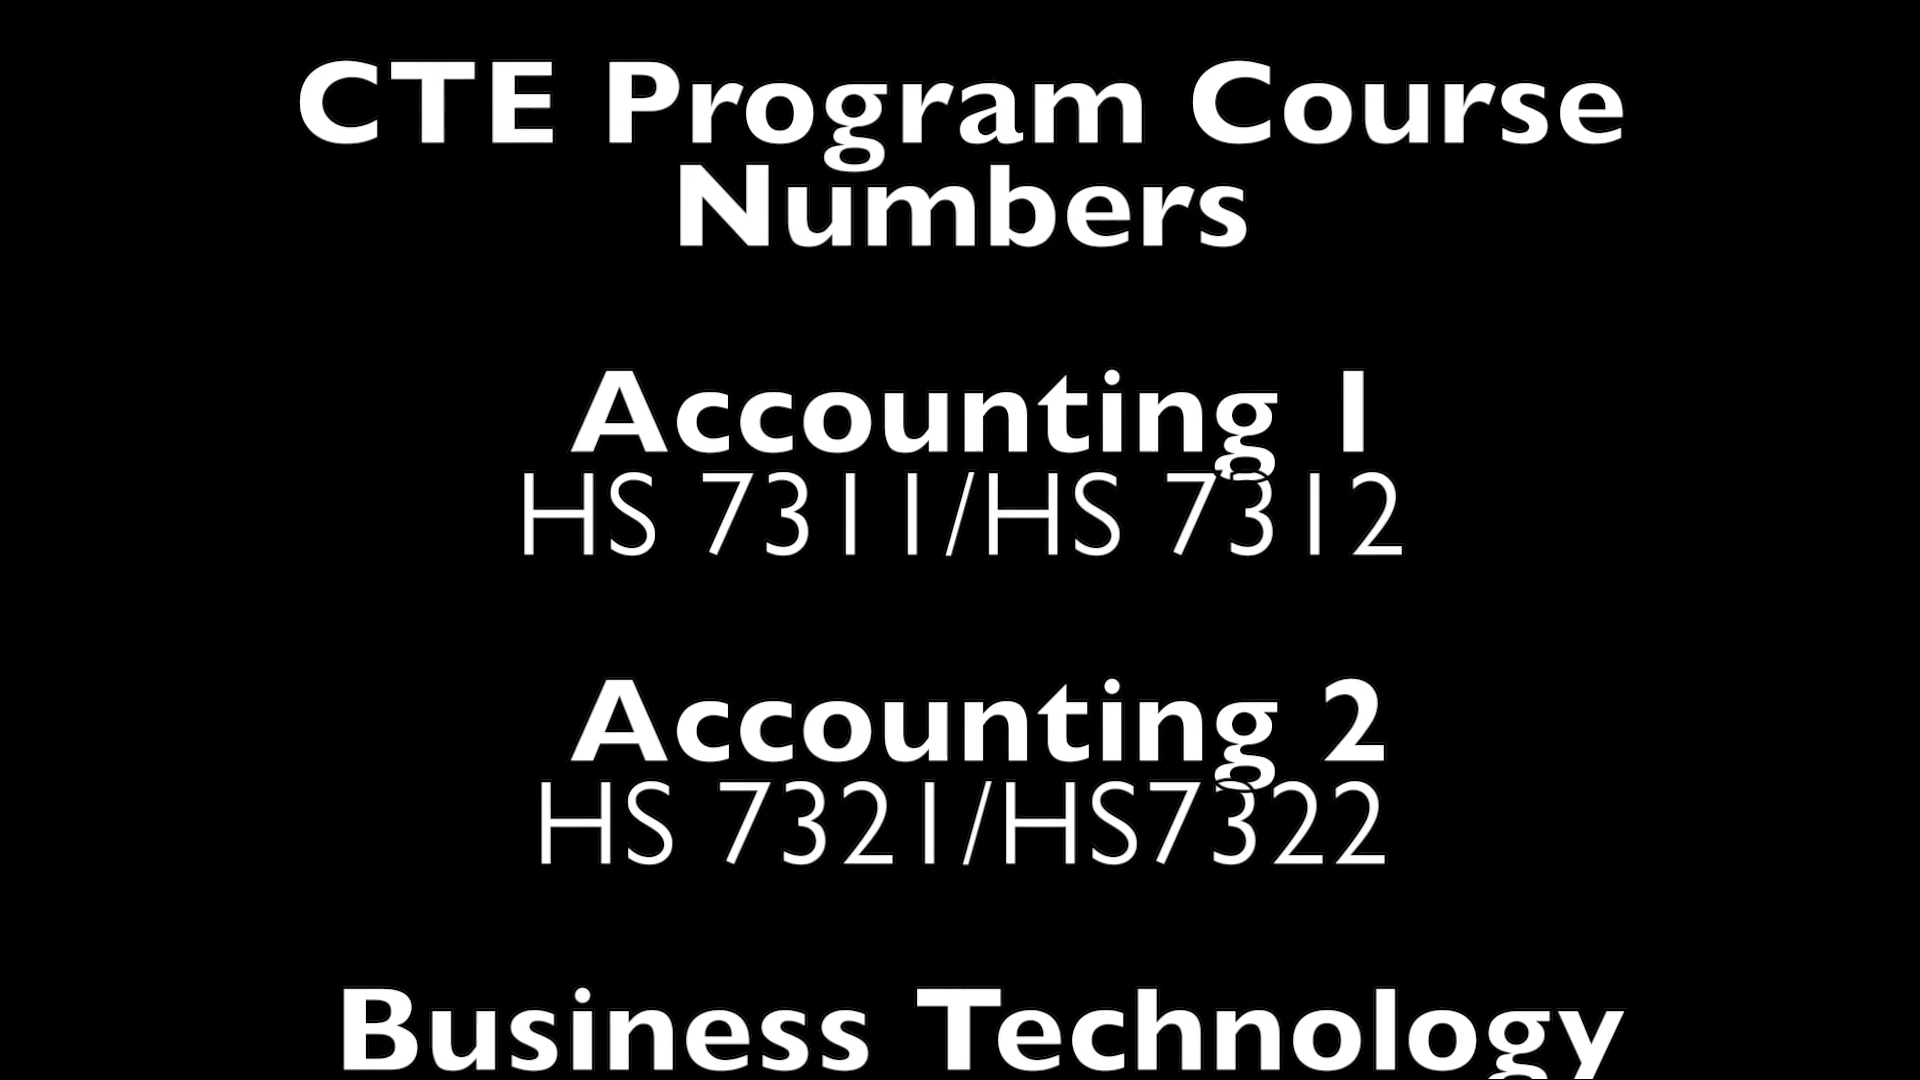 CTE Program Course
Numbers
Accounting 1
HS 7311/HS 7312
Accounting 2
HS 7321/HS7322
Business Technology